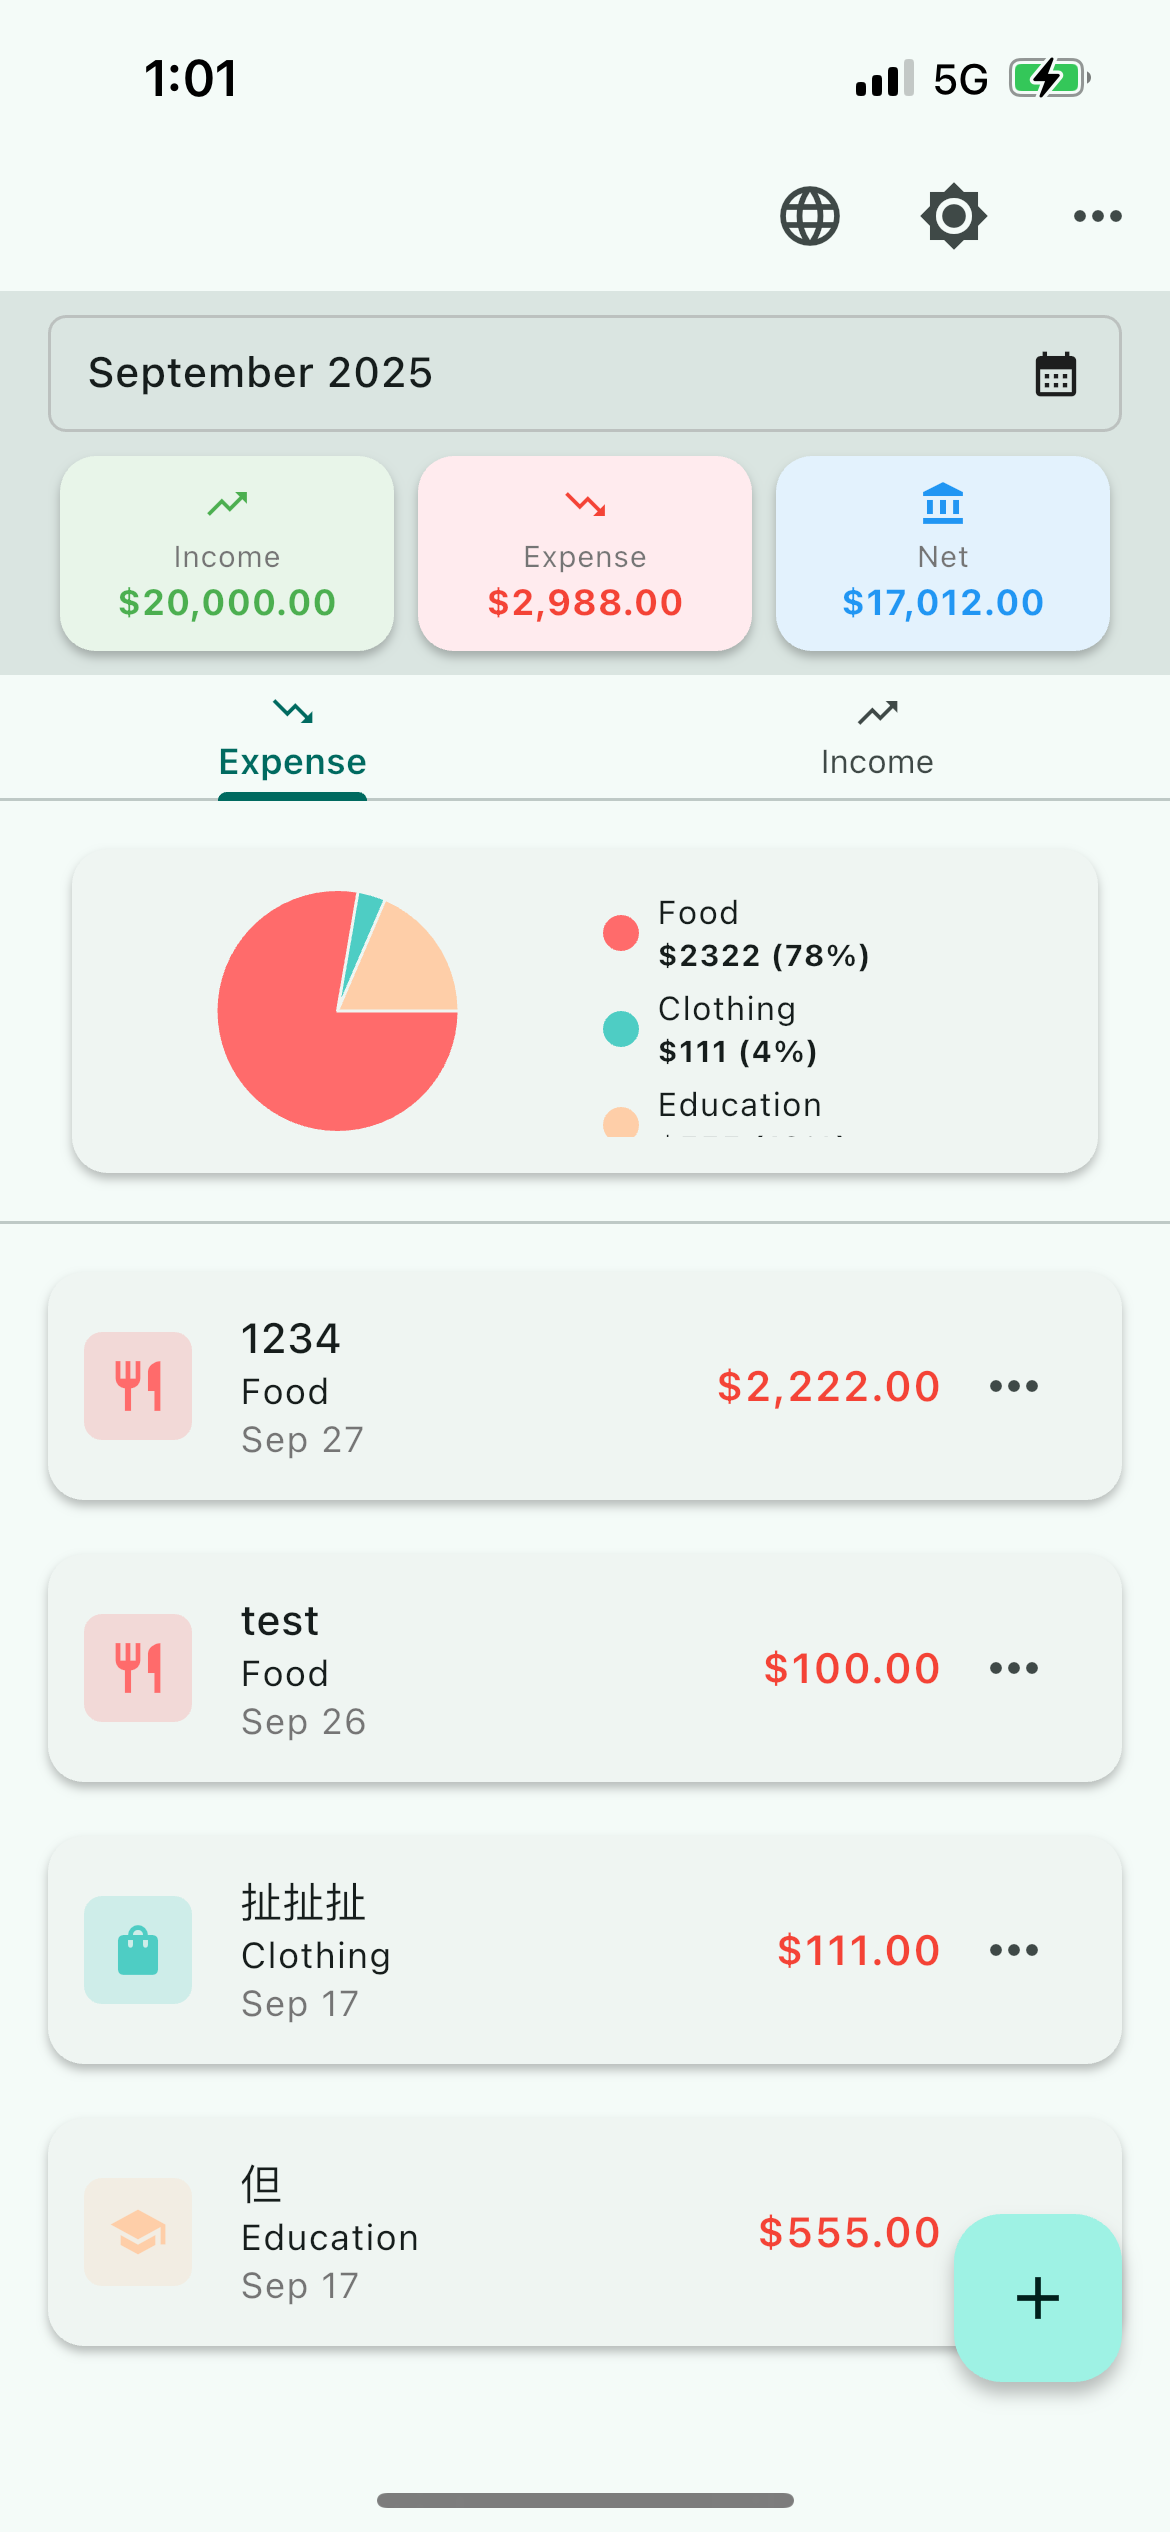 1:01
5G
September 2025
Income
$20,000.00
Expense
$2,988.00
Net
$17,012.00
Expense
Income
Food
$2322 (78%)
Clothing
$111 (4%)
Education
1234
Food
Sep 27
$2,222.00
test
Food
Sep 26
$100.00
扯扯扯
Clothing
Sep 17
$111.00
但
Education
Sep 17
$555.00